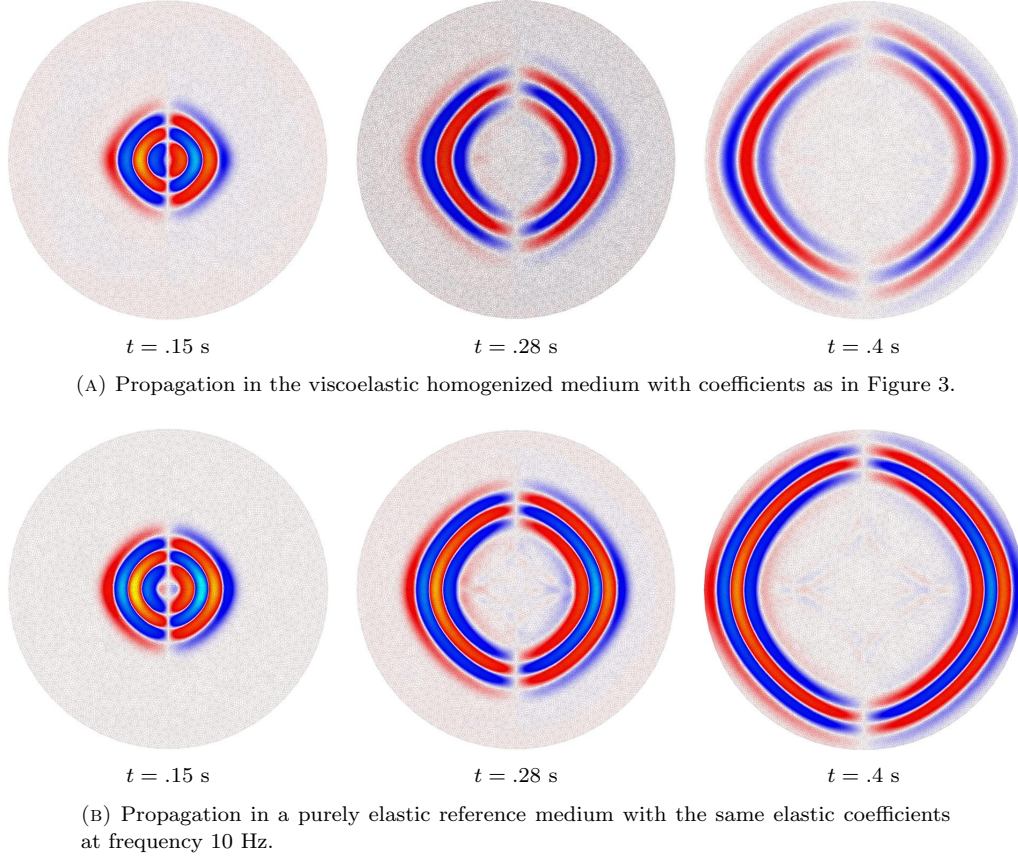 t = .15 s
t = .28 s
t = .4 s
(A) Propagation in the viscoelastic homogenized medium with coefficients as in Figure 3.
t = .15 s
t = .28 s
t = .4 s
(B) Propagation in a purely elastic reference medium with the same elastic coefficients
at frequency 10 Hz.